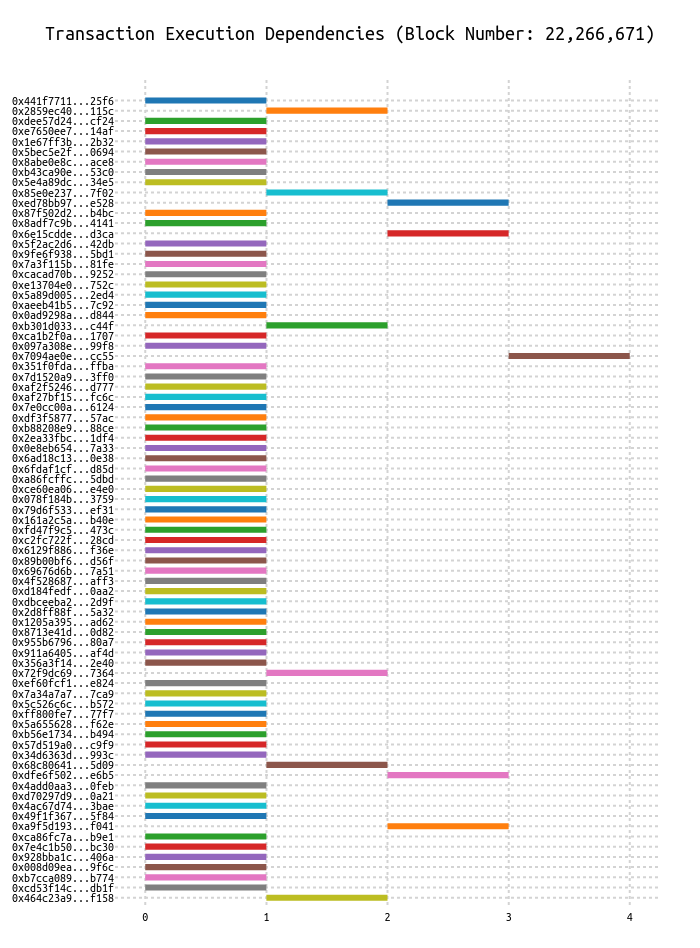 Transaction Execution Dependencies (Block Number: 22,266,671)
0x441f7711...25f6
0x2859ec40...115c
0xdee57d24...cf24
0xe7650ee7...14af
0x1e67ff3b...2b32
0x5bec5e2f...0694
0x8abe0e8c...ace8
0xb43ca90e...53c0
0x5e4a89dc...34e5
0x85e0e237...7f02
0xed78bb97...e528
0x87f502d2...b4bc
0x8adf7c9b...4141
0x6e15cdde...d3ca
0x5f2ac2d6...42db
0x9fe6f938...5bd1
0x7a3f115b...81fe
0xcacad70b...9252
0xe13704e0...752c
0x5a89d005...2ed4
0xaeeb41b5...7c92
0x0ad9298a...d844
0xb301d033...c44f
0xca1b2f0a...1707
0x097a308e...99f8
0x7094ae0e...cc55
0x351f0fda...ffba
0x7d1520a9...3ff0
0xaf2f5246...d777
0xaf27bf15...fc6c
0x7e0cc00a...6124
0xdf3f5877...57ac
0xb88208e9...88ce
0x2ea33fbc...1df4
0x0e8eb654...7a33
0x6ad18c13...0e38
0x6fdaf1cf...d85d
0xa86fcffc...5dbd
0xce60ea06...e4e0
0x078f184b...3759
0x79d6f533...ef31
0x161a2c5a...b40e
0xfd47f9c5...473c
0xc2fc722f...28cd
0x6129f886...f36e
0x89b00bf6...d56f
0x69676d6b...7a51
0x4f528687...aff3
0xd184fedf...0aa2
0xdbceeba2...2d9f
0x2d8ff88f...5a32
0x1205a395...ad62
0x8713e41d...0d82
0x955b6796...80a7
0x911a6405...af4d
0x356a3f14...2e40
0x72f9dc69...7364
0xef60fcf1...e824
0x7a34a7a7...7ca9
0x5c526c6c...b572
0xff800fe7...77f7
0x5a655628...f62e
0xb56e1734...b494
0x57d519a0...c9f9
0x34d6363d...993c
0x68c80641...5d09
0xdfe6f502...e6b5
0x4add0aa3...0feb
0xd70297d9...0a21
0x4ac67d74...3bae
0x49f1f367...5f84
0xa9f5d193...f041
0xca86fc7a...b9e1
0x7e4c1b50...bc30
0x928bba1c...406a
0x008d09ea...9f6c
0xb7cca089...b774
0xcd53f14c...db1f
0x464c23a9...f158
0 1 2 3 4